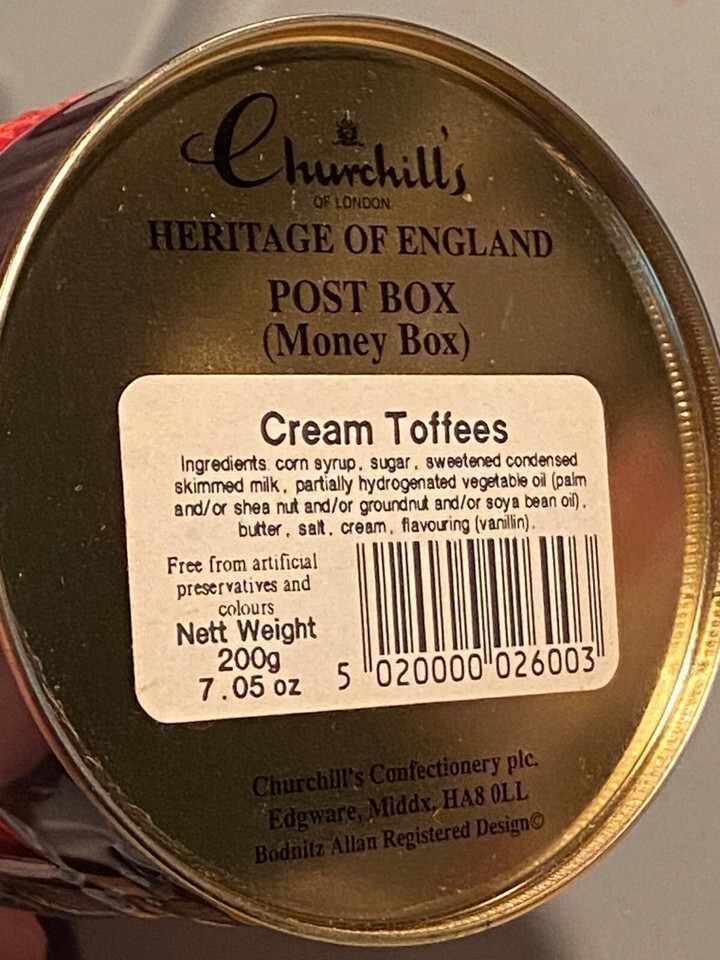 Churchill's
OF LONDON
HERITAGE OF ENGLAND
POST BOX
(Money Box)
Cream Toffees
Ingredients: corn syrup, sugar, sweetened condensed
skimmed milk, partially hydrogenated vegetable oil (palm
and/or shea nut and/or groundnut and/or soya bean oil),
butter, salt, cream, flavouring (vanillin).
Free from artificial
preservatives and
colours
Nett Weight
200g
7.05 oz
5 020000 026003
Churchill's Confectionery plc.
Edgware, Middx, HA8 0LL
Bodnitz Allan Registered Design©